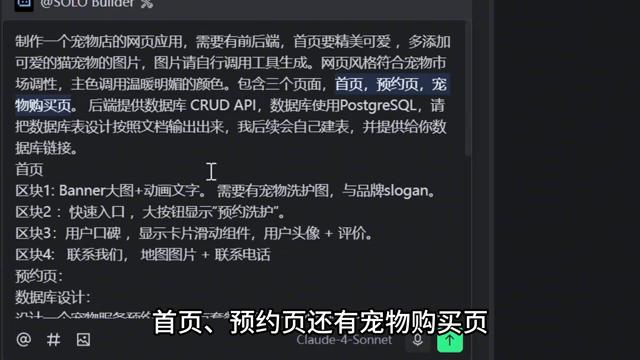 @SOLO Builder
制作一个宠物店的网页应用，需要有前后端，首页要精美可爱 ，多添加
可爱的猫宠物的图片，图片请自行调用工具生成。网页风格符合宠物市
场调性，主色调用温暖明媚的颜色。包含三个页面，首页，预约页，宠
物购买页。 后端提供数据库 CRUD API，数据库使用PostgreSQL，请
把数据库表设计按照文档输出出来，我后续会自己建表，并提供给你数
据库链接。
首页
区块1: Banner大图+动画文字。 需要有宠物洗护图，与品牌slogan。
区块2 ：快速入口 ，大按钮显示“预约洗护”。
区块3：用户口碑 ，显示卡片滑动组件，用户头像 + 评价。
区块4: 联系我们， 地图图片 + 联系电话
预约页：
数据库设计：
首页、预约页还有宠物购买页
Claude-4-Sonnet